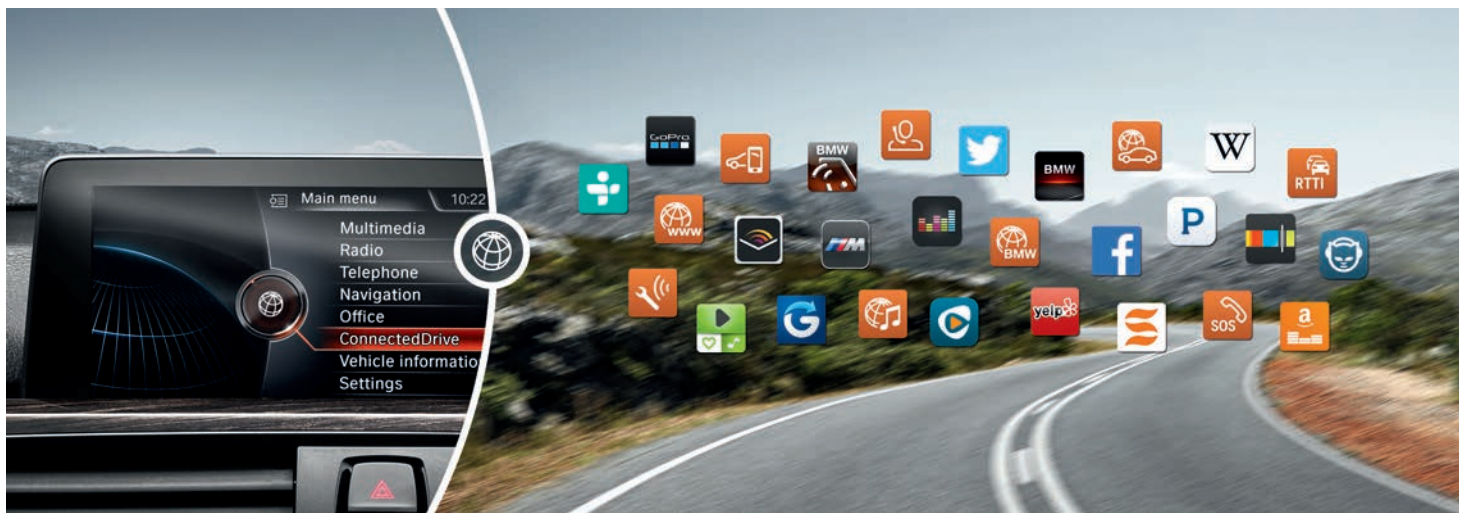 Main menu
10:22
Multimedia
Radio
Telephone
Navigation
Office
ConnectedDrive
Vehicle informatio
Settings
GoPro
BMW
BMW
W
RTTI
www
M
BMW
P
f
yelp
SOS
a